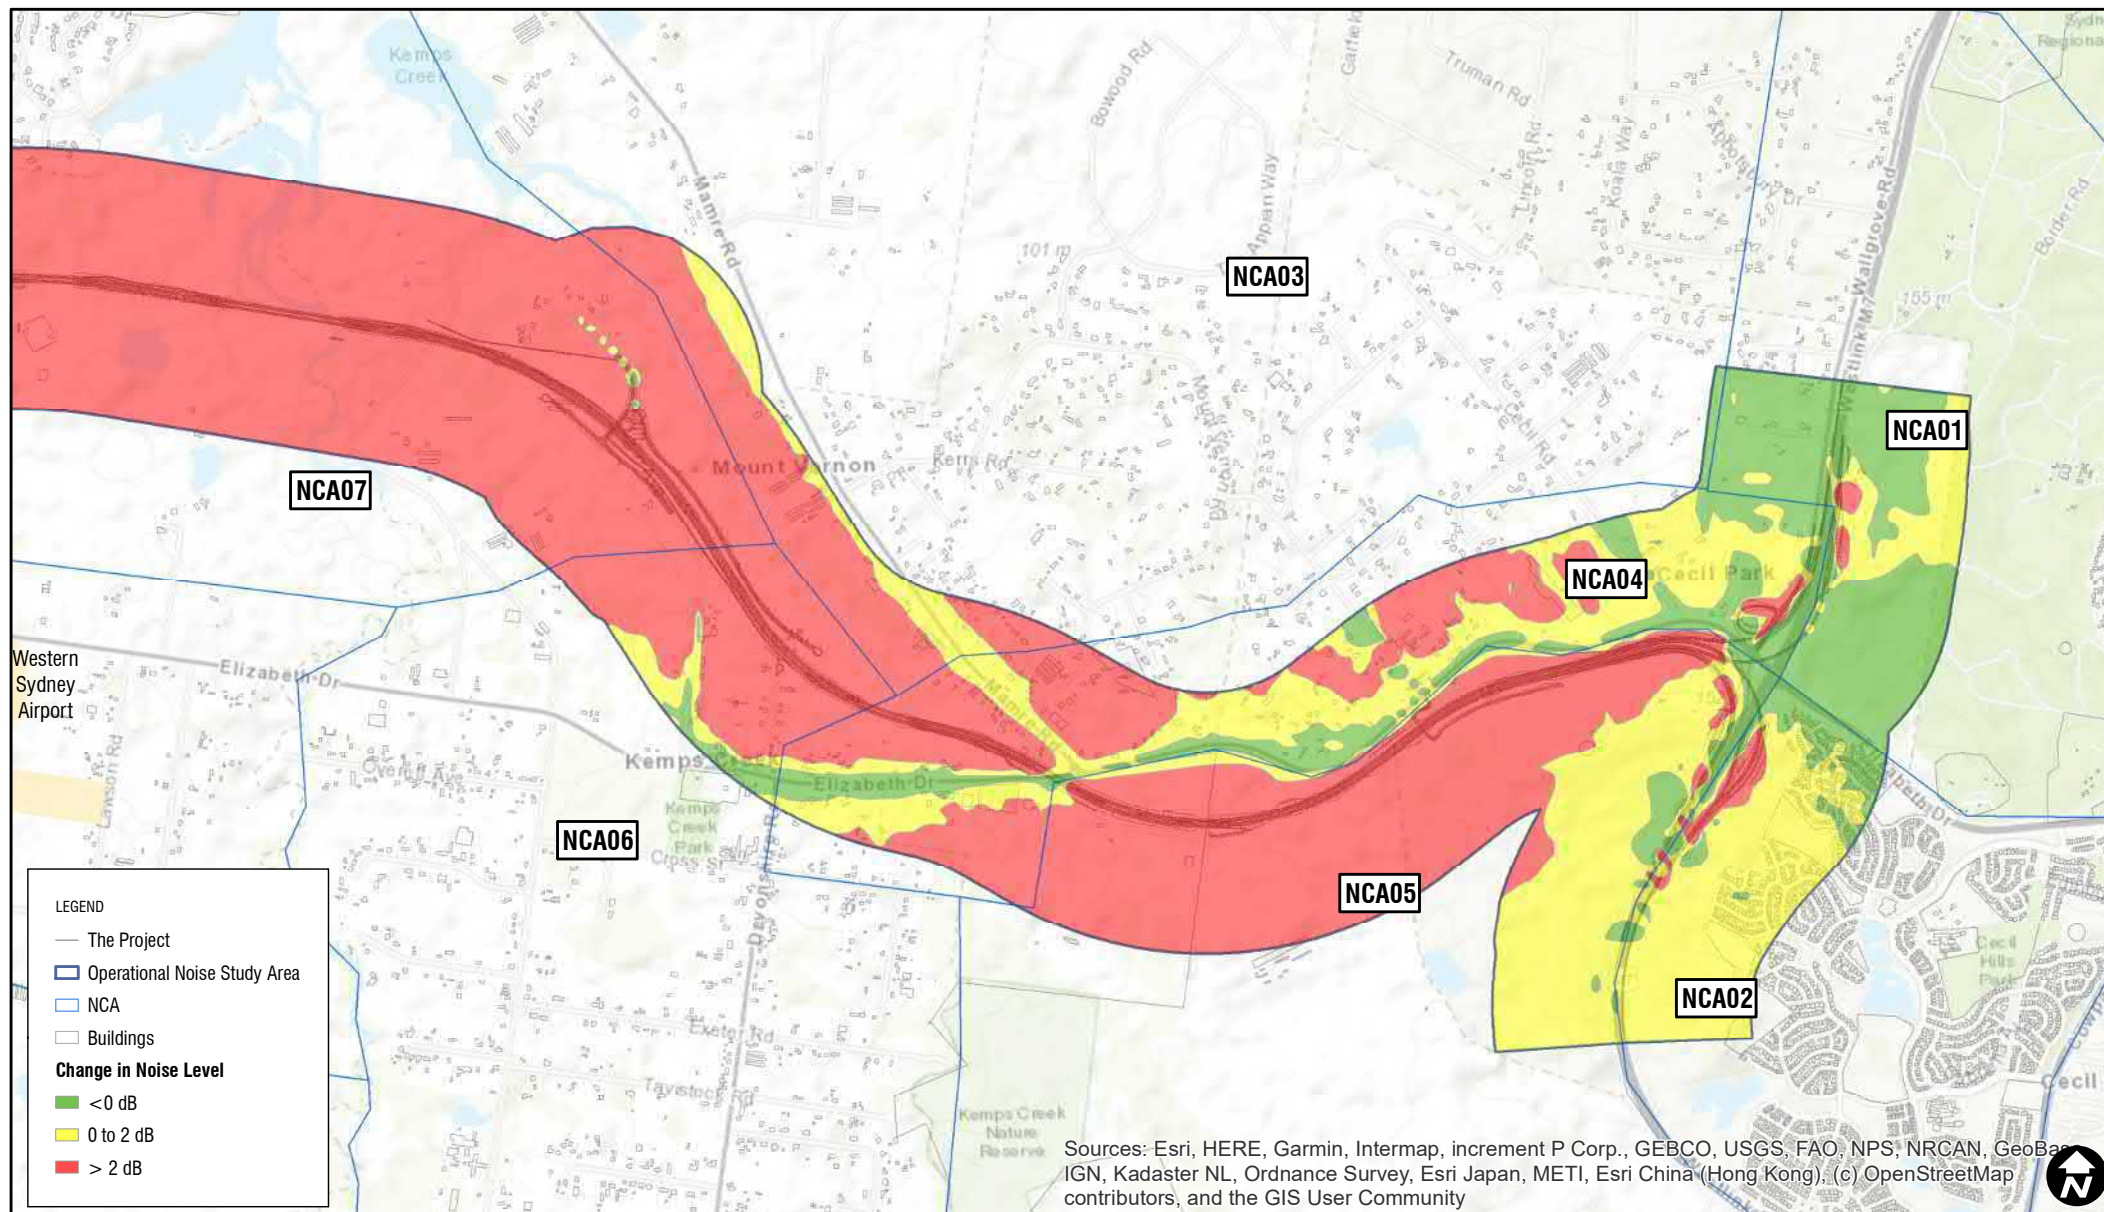 Kemps
Creek
Mamre Rd
Bowood Rd
Garfield
Truman Rd
Lincoln Rd
Koala Way
Abbotsbury Dr
Wallgrove Rd
Westlink M7
Border Rd
Appian Way
101 m
155 m
NCA03
NCA01
Mount Vernon
Kerrs Rd
Mount Vernon Rd
Cecil Rd
NCA07
NCA04
Cecil Park
Western
Sydney
Airport
Elizabeth Dr
Lawson Rd
Overett Ave
Kemps Creek
Elizabeth Dr
Mamre Rd
Kemps
Creek
Park
Cross St
NCA06
NCA05
Elizabeth Dr
Devonshire Rd
Cecil
Hills
Park
NCA02
Exeter Rd
Tavistock Rd
Kemps Creek
Nature
Reserve
Cecil
LEGEND
The Project
Operational Noise Study Area
NCA
Buildings
Change in Noise Level
<0 dB
0 to 2 dB
> 2 dB
Sources: Esri, HERE, Garmin, Intermap, increment P Corp., GEBCO, USGS, FAO, NPS, NRCAN, GeoBase,
IGN, Kadaster NL, Ordnance Survey, Esri Japan, METI, Esri China (Hong Kong), (c) OpenStreetMap
contributors, and the GIS User Community
N